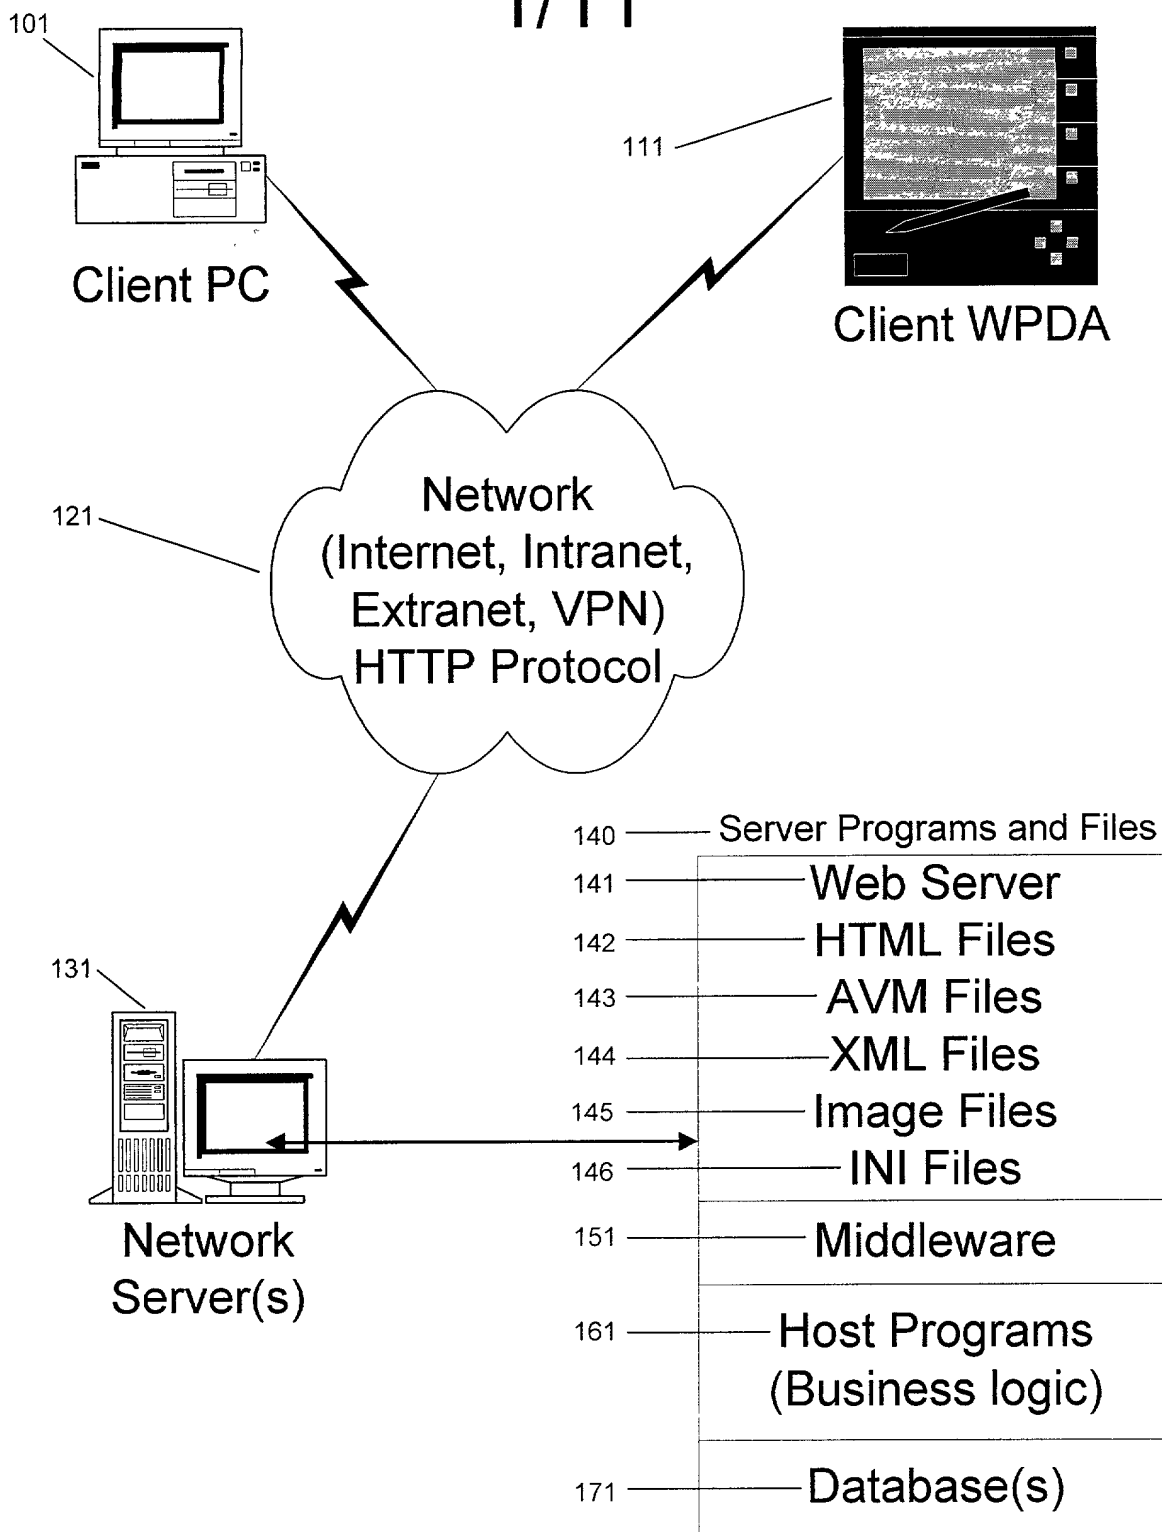 1/11
101
111
Client PC
Client WPDA
121
Network
(Internet, Intranet,
Extranet, VPN)
HTTP Protocol
140 Server Programs and Files
141 Web Server
142 HTML Files
143 AVM Files
131
144 XML Files
145 Image Files
146 INI Files
Network
Server(s)
151 Middleware
161 Host Programs
(Business logic)
171 Database(s)